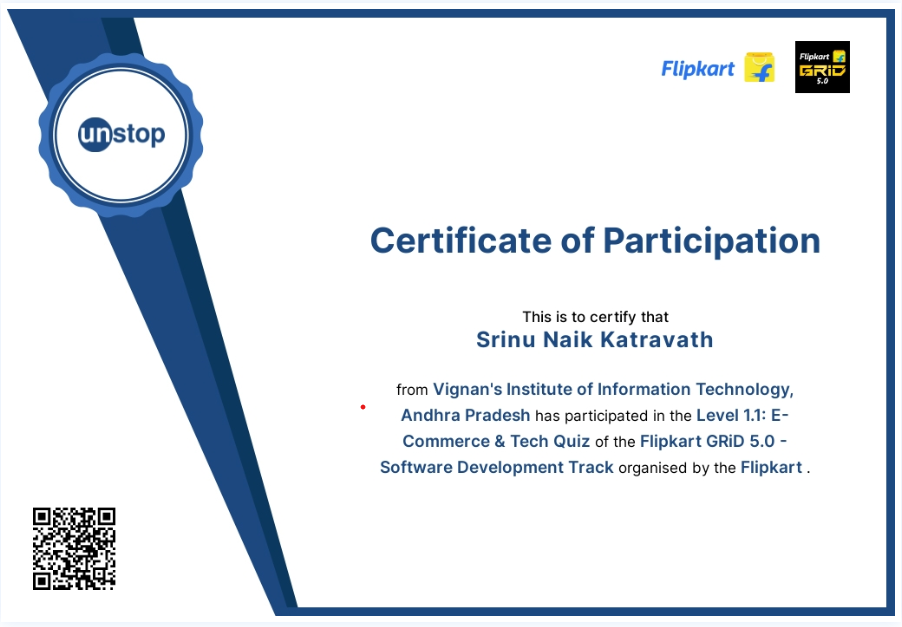 Flipkart
Flipkart
GRiD
5.0
unstop
Certificate of Participation
This is to certify that
Srinu Naik Katravath
from Vignan's Institute of Information Technology,
Andhra Pradesh has participated in the Level 1.1: E-
Commerce & Tech Quiz of the Flipkart GRiD 5.0 -
Software Development Track organised by the Flipkart .